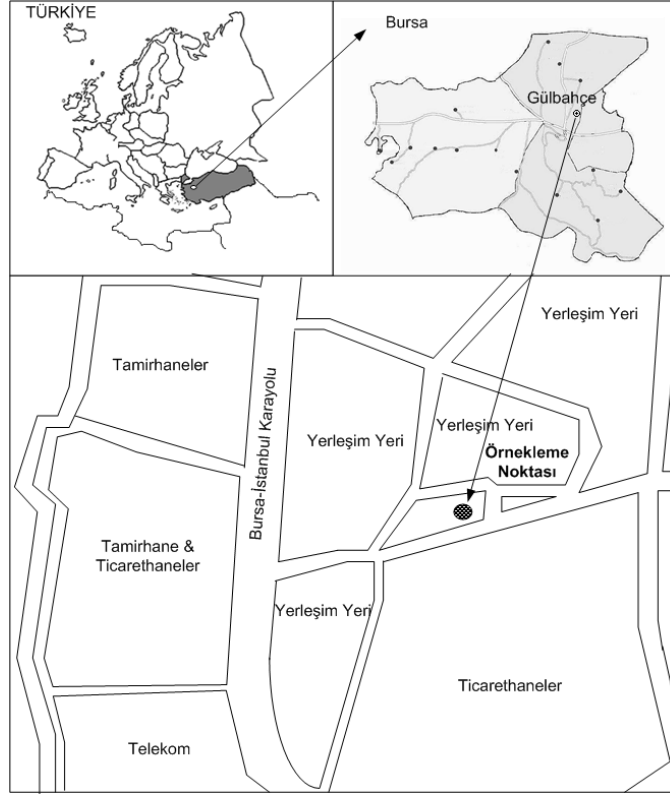 TÜRKİYE
Bursa
Gülbahçe
Yerleşim Yeri
Tamirhaneler
Bursa-İstanbul Karayolu
Yerleşim Yeri
Yerleşim Yeri
Örnekleme
Noktası
Tamirhane &
Ticarethaneler
Yerleşim Yeri
Ticarethaneler
Telekom